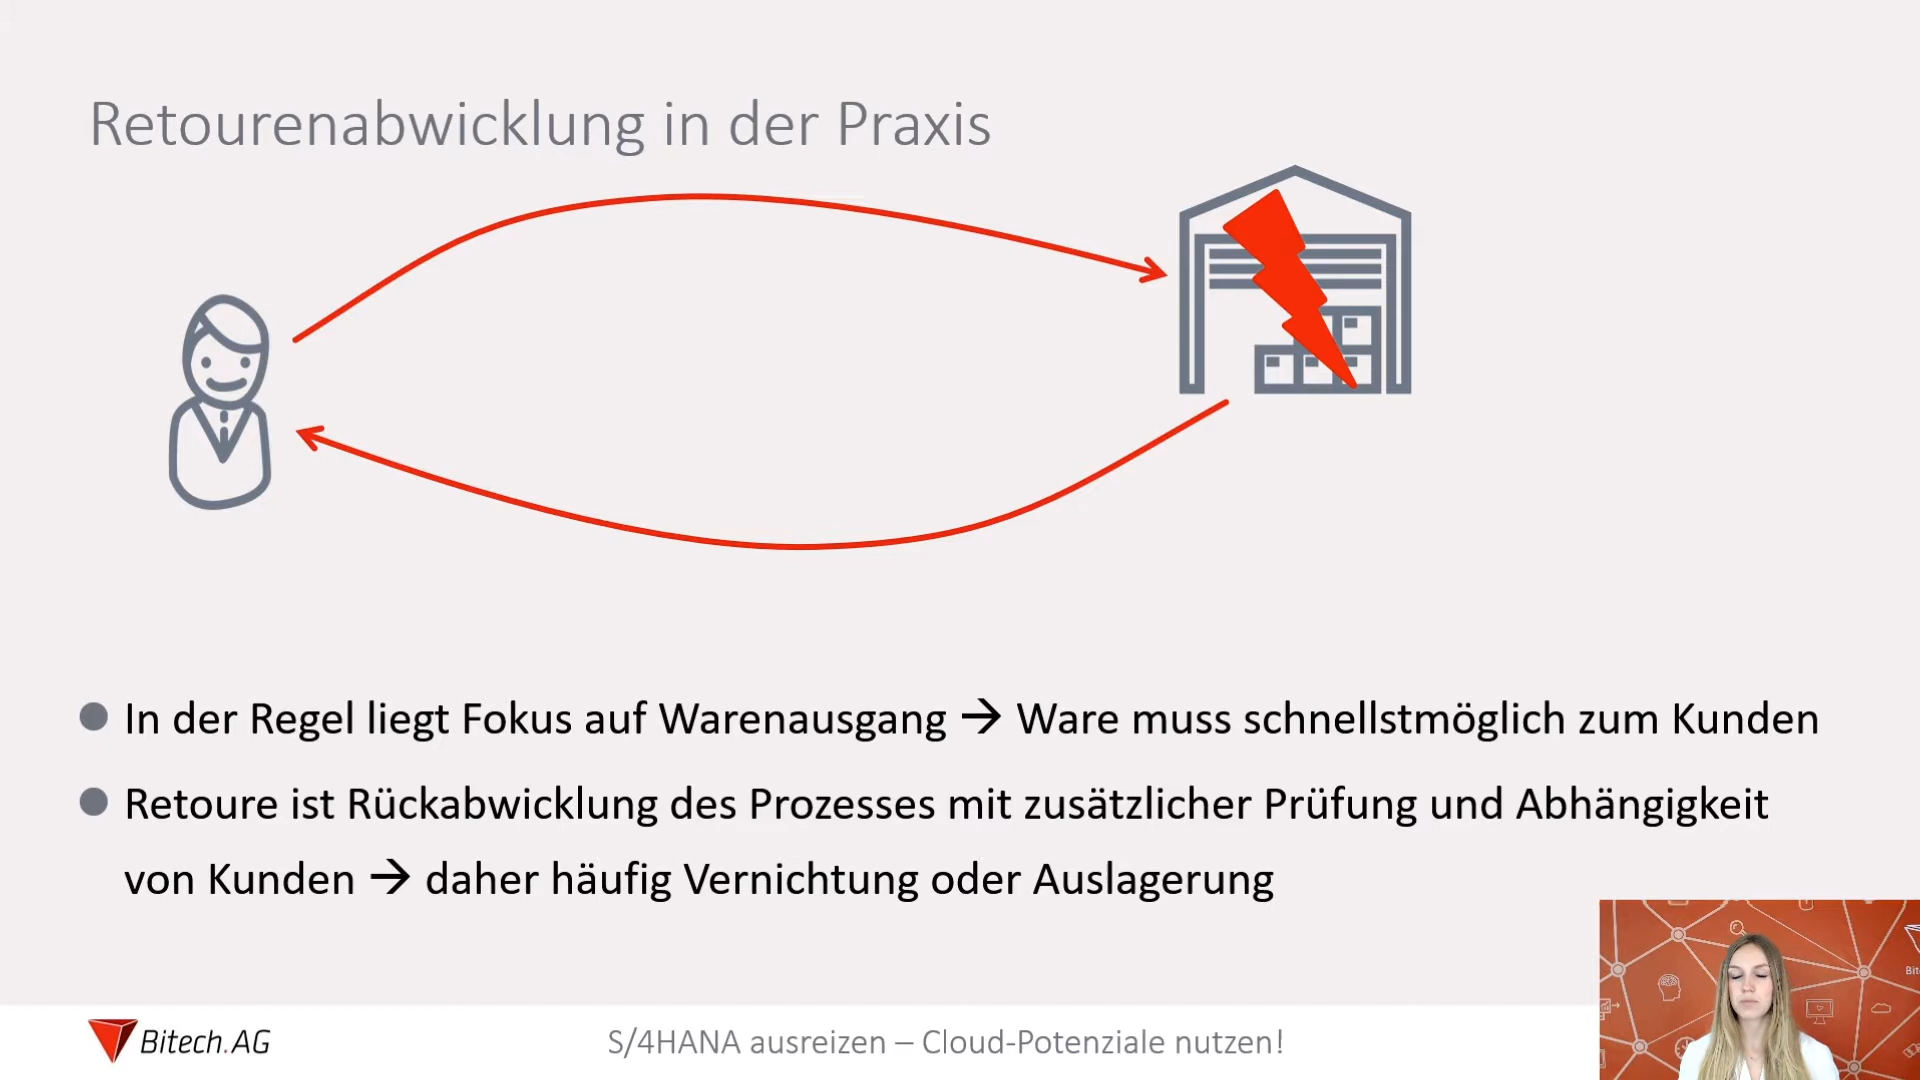 Retourenabwicklung in der Praxis
In der Regel liegt Fokus auf Warenausgang → Ware muss schnellstmöglich zum Kunden
Retoure ist Rückabwicklung des Prozesses mit zusätzlicher Prüfung und Abhängigkeit
von Kunden → daher häufig Vernichtung oder Auslagerung
Bitech.AG
S/4HANA ausreizen – Cloud-Potenziale nutzen!
Bit